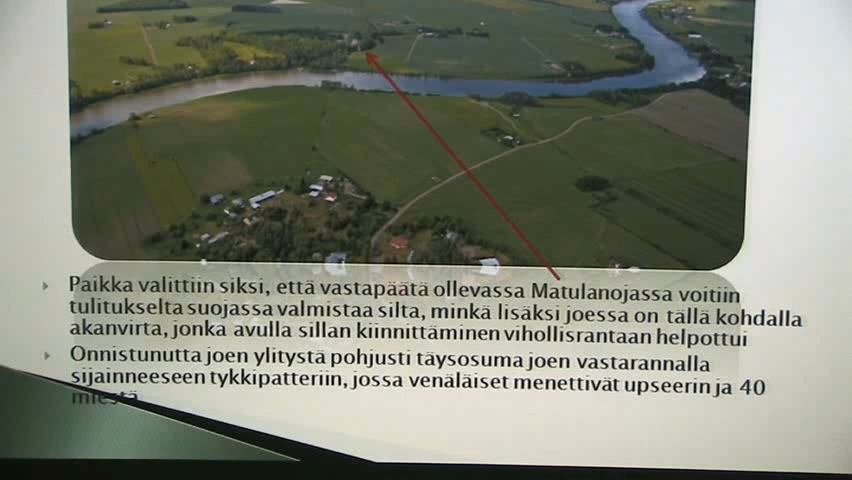 Paikka valittiin siksi, että vastapäätä ollevassa Matulanojassa voitiin
tulitukselta suojassa valmistaa silta, minkä lisäksi joessa on tällä kohdalla
akanvirta, jonka avulla sillan kiinnittäminen vihollisrantaan helpottui
Onnistunutta joen ylitystä pohjusti täysosuma joen vastarannalla
sijainneeseen tykkipatteriin, jossa venäläiset menettivät upseerin ja 40
miestä